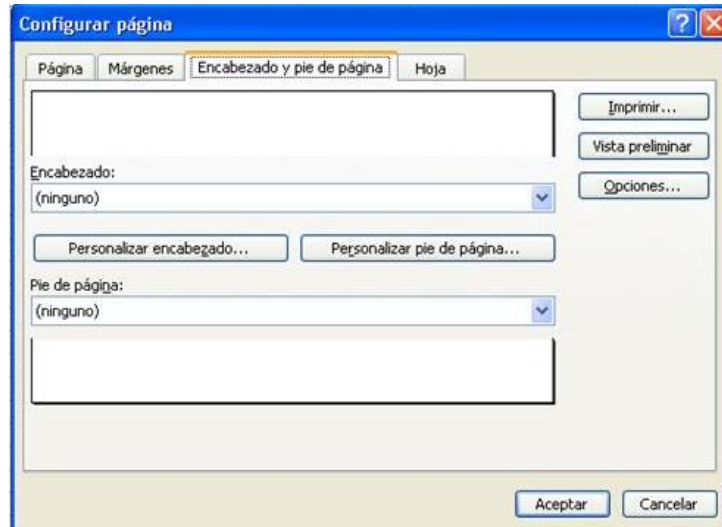 Configurar página
Página Márgenes Encabezado y pie de página Hoja
Imprimir...
Vista preliminar
Encabezado:
Opciones...
(ninguno)
Personalizar encabezado... Personalizar pie de página...
Pie de página:
(ninguno)
Aceptar Cancelar